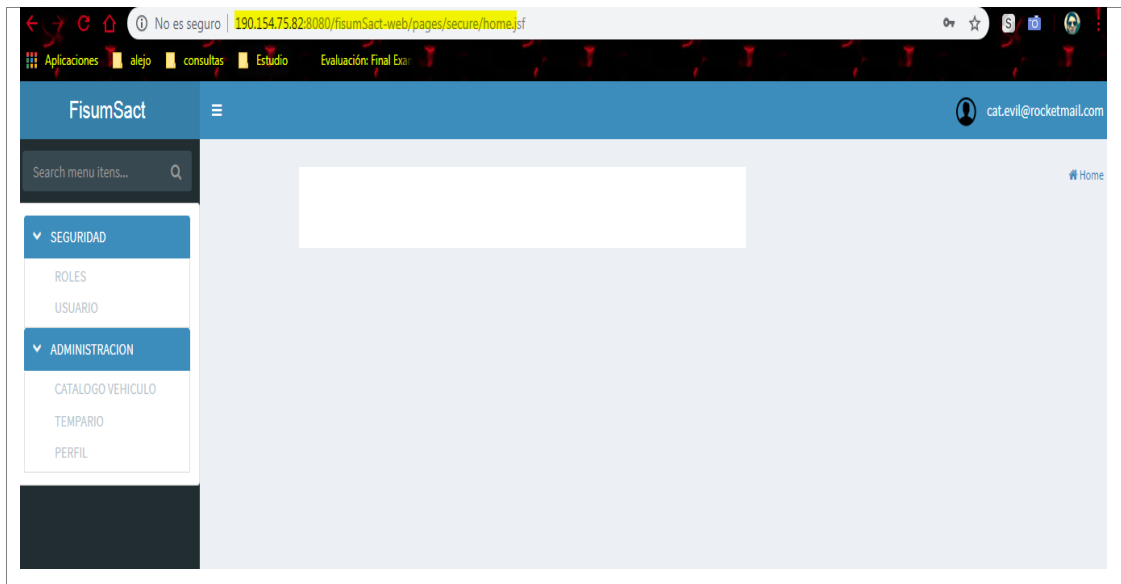 No es seguro | 190.154.75.82:8080/fisumSact-web/pages/secure/home.jsf
Aplicaciones alejo consultas Estudio Evaluación: Final Exar
FisumSact
cat.evil@rocketmail.com
Search menu itens...
Home
SEGURIDAD
ROLES
USUARIO
ADMINISTRACION
CATALOGO VEHICULO
TEMPARIO
PERFIL